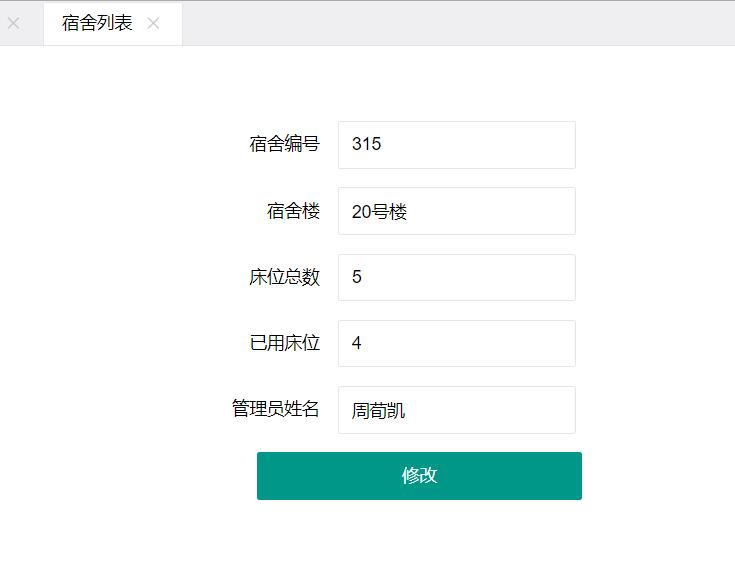 宿舍列表
宿舍编号 315
宿舍楼 20号楼
床位总数 5
已用床位 4
管理员姓名 周荀凯
修改